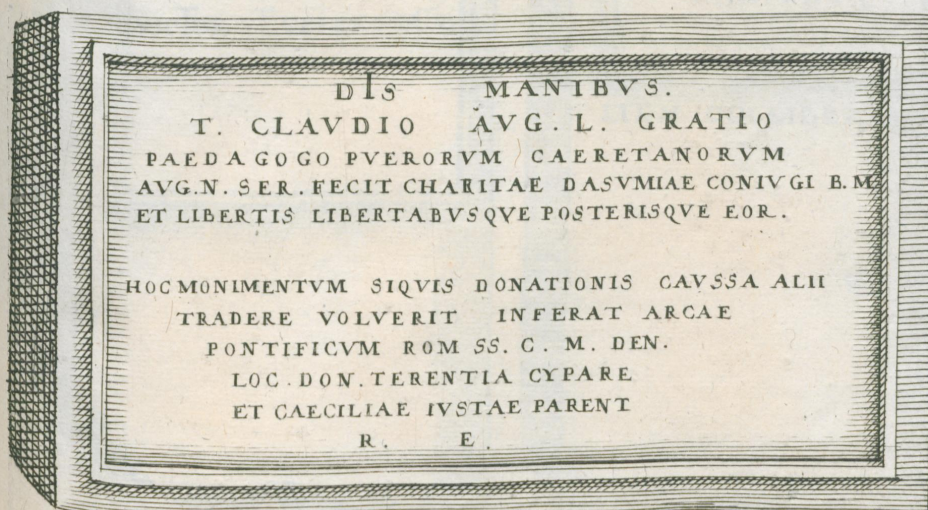 DIS MANIBVS.
T. CLAVDIO AVG. L. GRATIO
PAEDAGOGO PVERORVM CAERETANORVM
AVG. N. SER. FECIT CHARITAE DASVMIAE CONIVGI B. M
ET LIBERTIS LIBERTABVSQVE POSTERISQVE EOR.
HOC MONIMENTVM SIQVIS DONATIONIS CAVSSA ALII
TRADERE VOLVERIT INFERAT ARCAE
PONTIFICVM ROM SS. C. M. DEN.
LOC. DON. TERENTIA CYPARE
ET CAECILIAE IVSTAE PARENT
R. E.